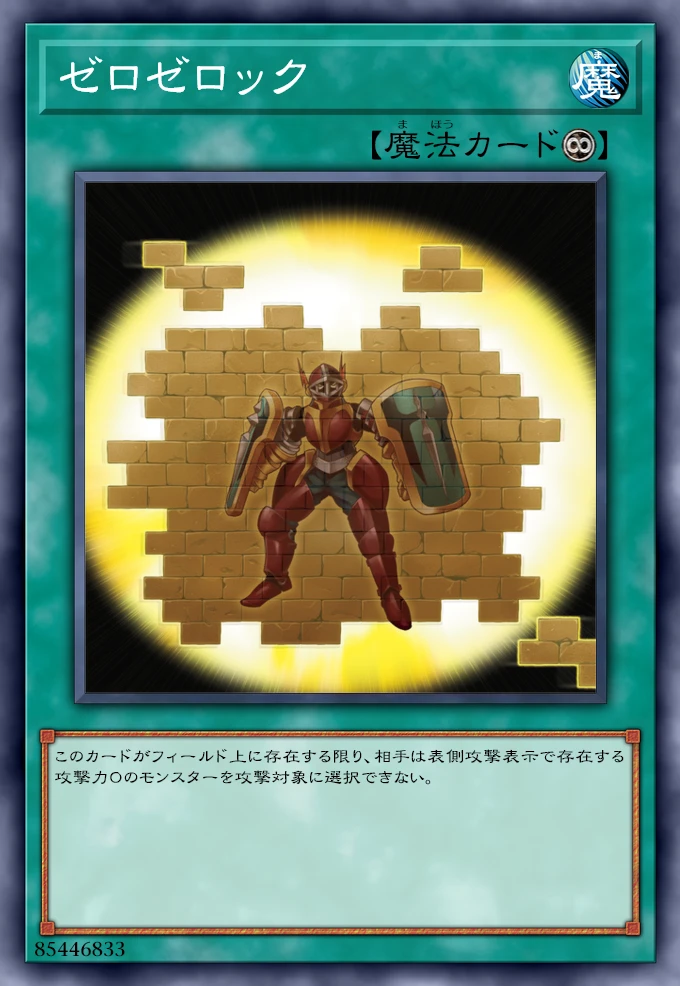 ゼロゼロック
ま
魔
ま ほう
【魔法カード♾】
このカードがフィールド上に存在する限り、相手は表側攻撃表示で存在する
攻撃力０のモンスターを攻撃対象に選択できない。
85446833